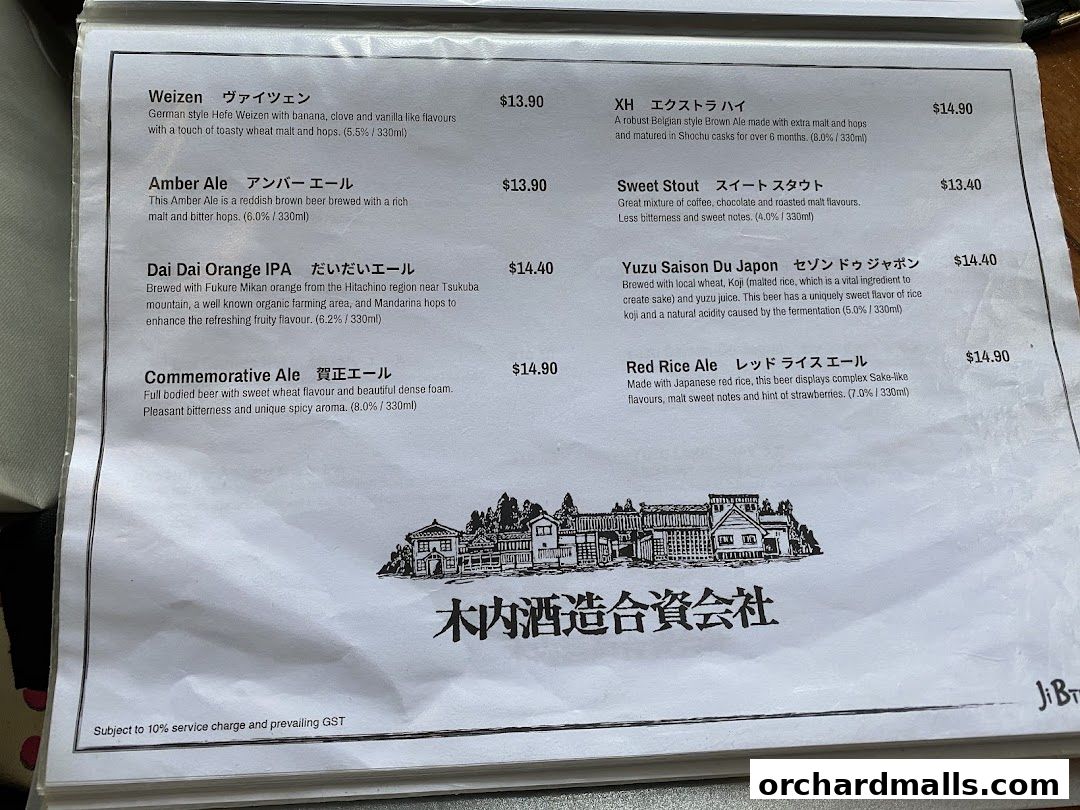 Weizen ヴァイツェン $13.90
German style Hefe Weizen with banana, clove and vanilla like flavours
with a touch of toasty wheat malt and hops. (5.5% / 330ml)
Amber Ale アンバー エール $13.90
This Amber Ale is a reddish brown beer brewed with a rich
malt and bitter hops. (6.0% / 330ml)
Dai Dai Orange IPA だいだいエール $14.40
Brewed with Fukure Mikan orange from the Hitachino region near Tsukuba
mountain, a well known organic farming area, and Mandarina hops to
enhance the refreshing fruity flavour. (6.2% / 330ml)
Commemorative Ale 賀正エール $14.90
Full bodied beer with sweet wheat flavour and beautiful dense foam.
Pleasant bitterness and unique spicy aroma. (8.0% / 330ml)
XH エクストラ ハイ $14.90
A robust Belgian style Brown Ale made with extra malt and hops
and matured in Shochu casks for over 6 months. (8.0% / 330ml)
Sweet Stout スイート スタウト $13.40
Great mixture of coffee, chocolate and roasted malt flavours.
Less bitterness and sweet notes. (4.0% / 330ml)
Yuzu Saison Du Japon セゾン ドゥ ジャポン $14.40
Brewed with local wheat, Koji (malted rice, which is a vital ingredient to
create sake) and yuzu juice. This beer has a uniquely sweet flavor of rice
koji and a natural acidity caused by the fermentation (5.0% / 330ml)
Red Rice Ale レッド ライス エール $14.90
Made with Japanese red rice, this beer displays complex Sake-like
flavours, malt sweet notes and hint of strawberries. (7.0% / 330ml)
木内酒造合資会社
Subject to 10% service charge and prevailing GST
orchardmalls.com